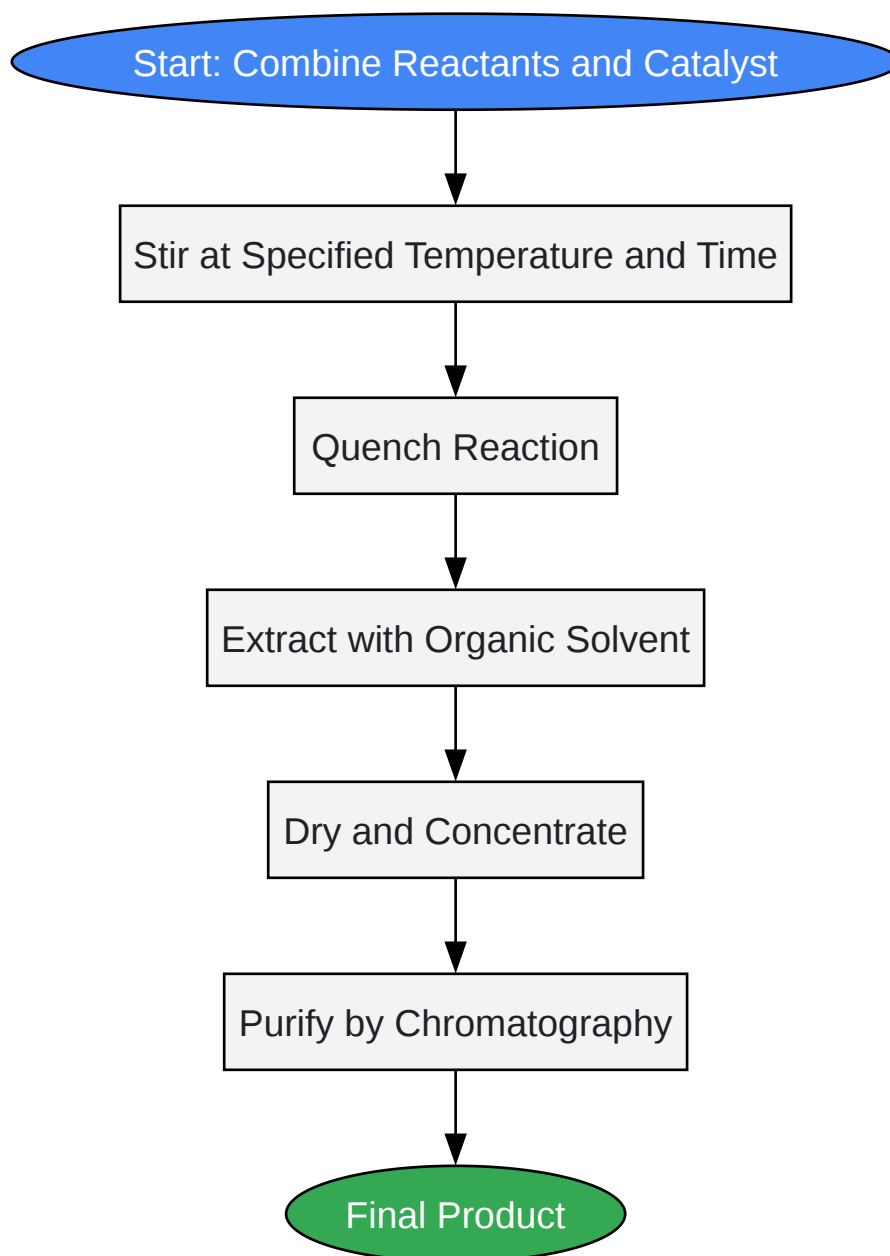 Start: Combine Reactants and Catalyst
Stir at Specified Temperature and Time
Quench Reaction
Extract with Organic Solvent
Dry and Concentrate
Purify by Chromatography
Final Product